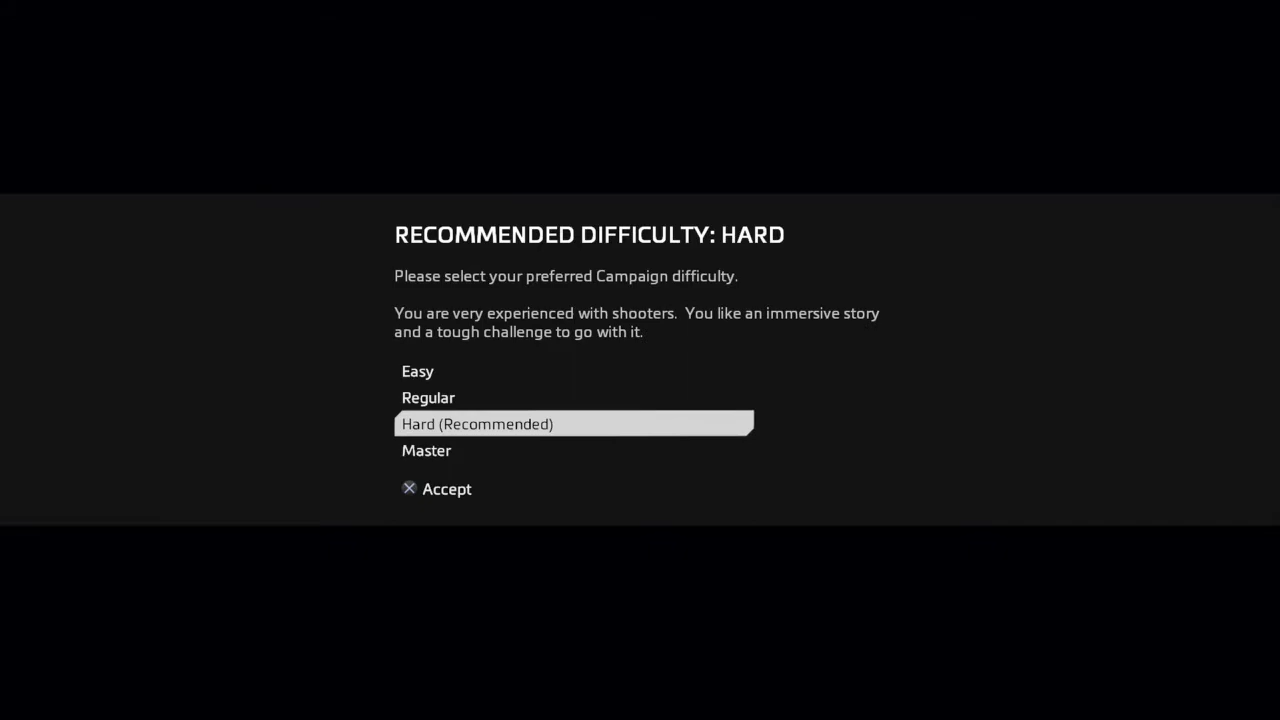 RECOMMENDED DIFFICULTY: HARD
Please select your preferred Campaign difficulty.
You are very experienced with shooters.  You like an immersive story
and a tough challenge to go with it.
Easy
Regular
Hard (Recommended)
Master
Accept